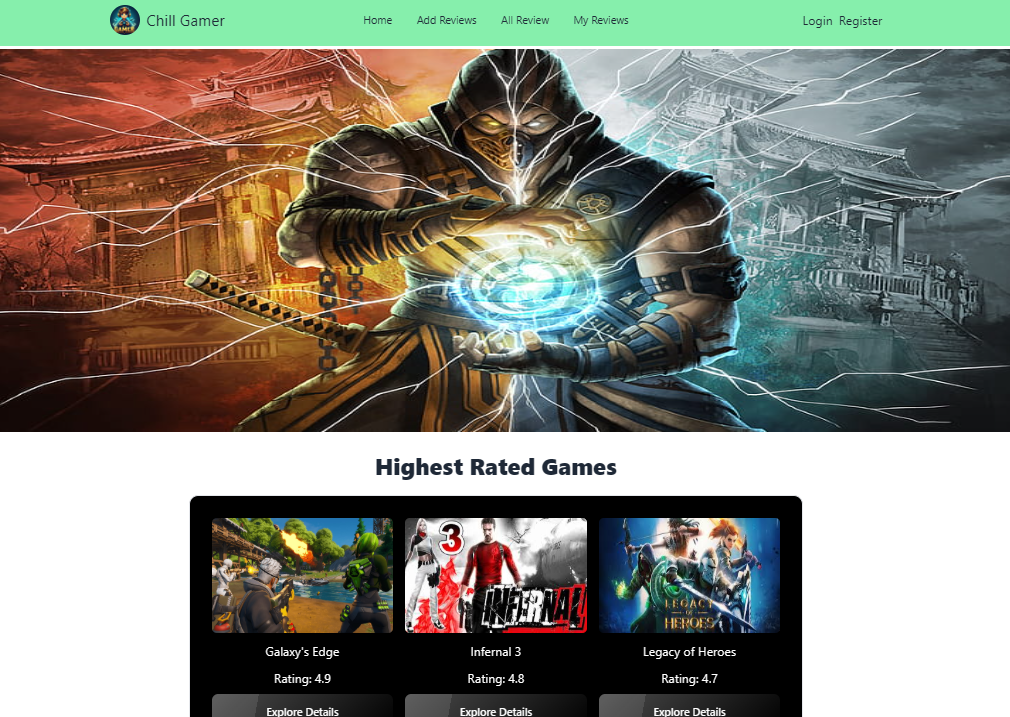 Chill Gamer
Home Add Reviews All Review My Reviews
Login Register
Highest Rated Games
3
INFERNAL
LEGACY
OF
HEROES
Galaxy's Edge Infernal 3 Legacy of Heroes
Rating: 4.9 Rating: 4.8 Rating: 4.7
Explore Details Explore Details Explore Details